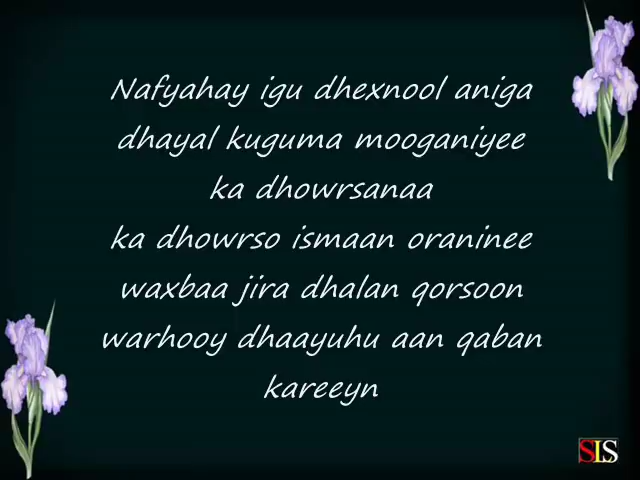 Nafyahay igu dhexnool aniga
dhayal kuguma mooganiyee
ka dhowrsanaa
ka dhowrso ismaan oraninee
waxbaa jira dhalan qorsoon
warhooy dhaayuhu aan qaban
kareeyn
SLS